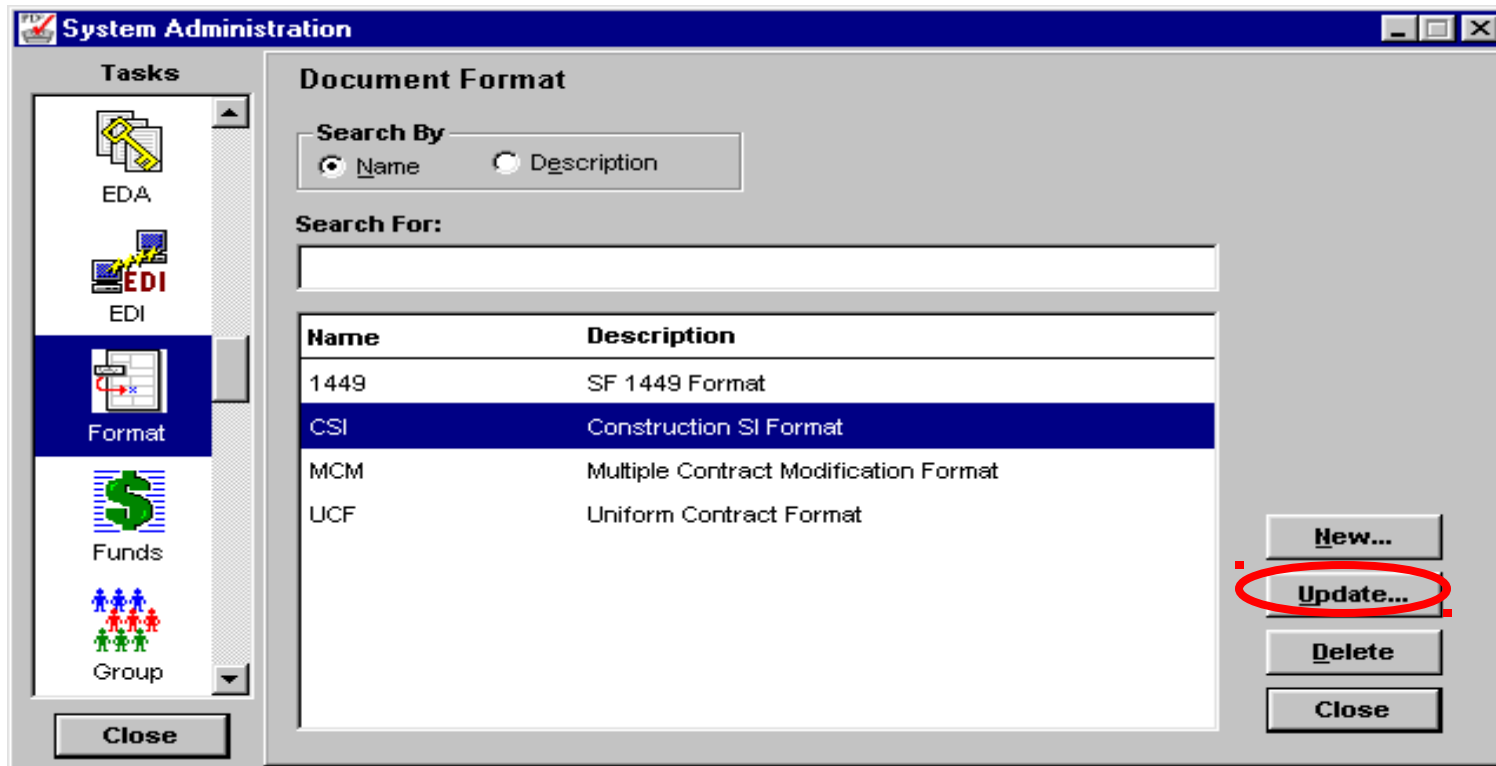 System Administration
Tasks
EDA
EDI
EDI
Format
Funds
Group
Close
Document Format
Search By
Name
Description
Search For:
Name Description
1449 SF 1449 Format
CSI Construction SI Format
MCM Multiple Contract Modification Format
UCF Uniform Contract Format
New...
Update...
Delete
Close